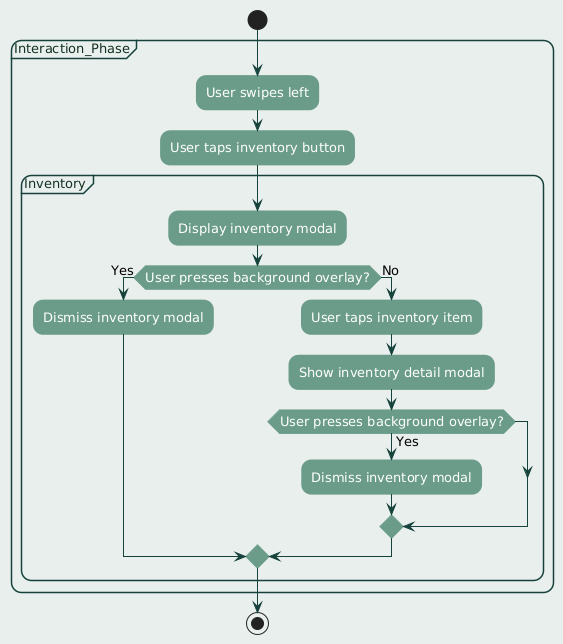 Interaction_Phase
User swipes left
User taps inventory button
Inventory
Display inventory modal
User presses background overlay?
Yes
No
Dismiss inventory modal
User taps inventory item
Show inventory detail modal
User presses background overlay?
Yes
Dismiss inventory modal